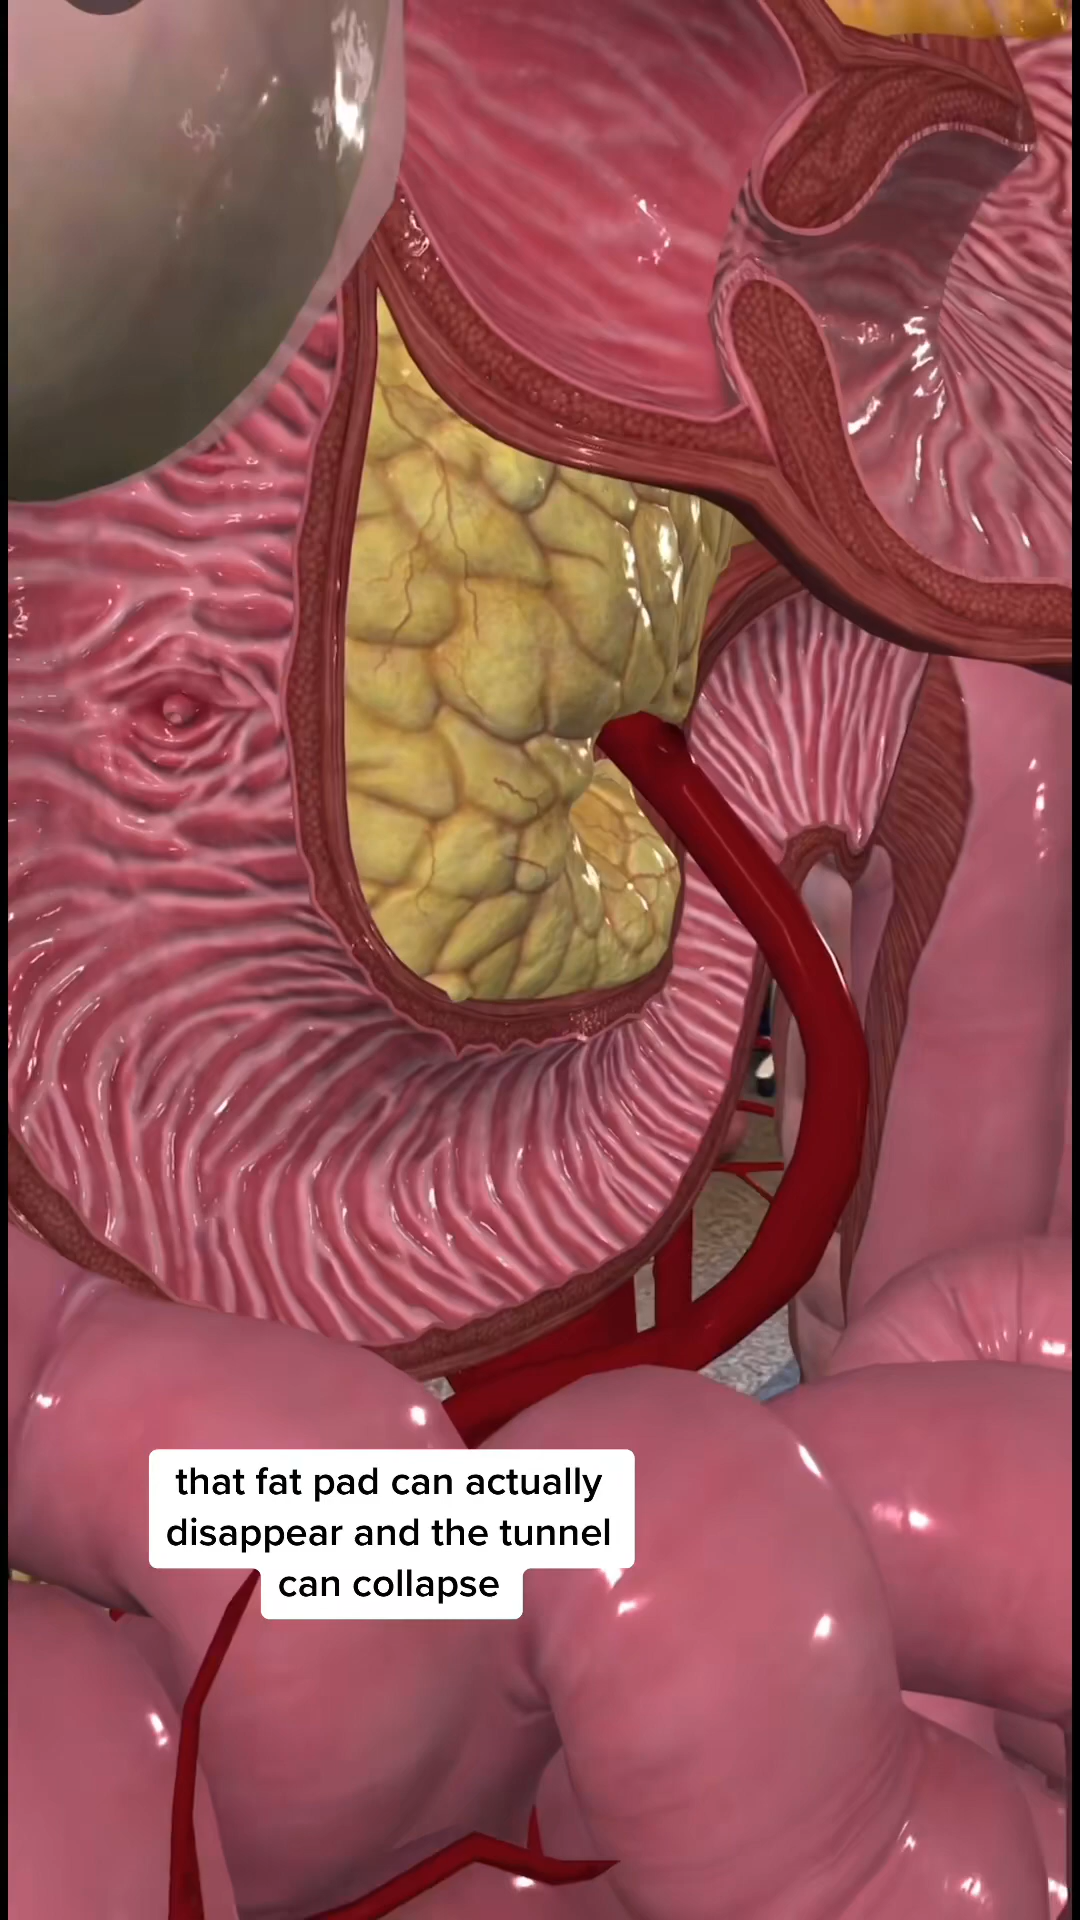 that fat pad can actually
disappear and the tunnel
can collapse